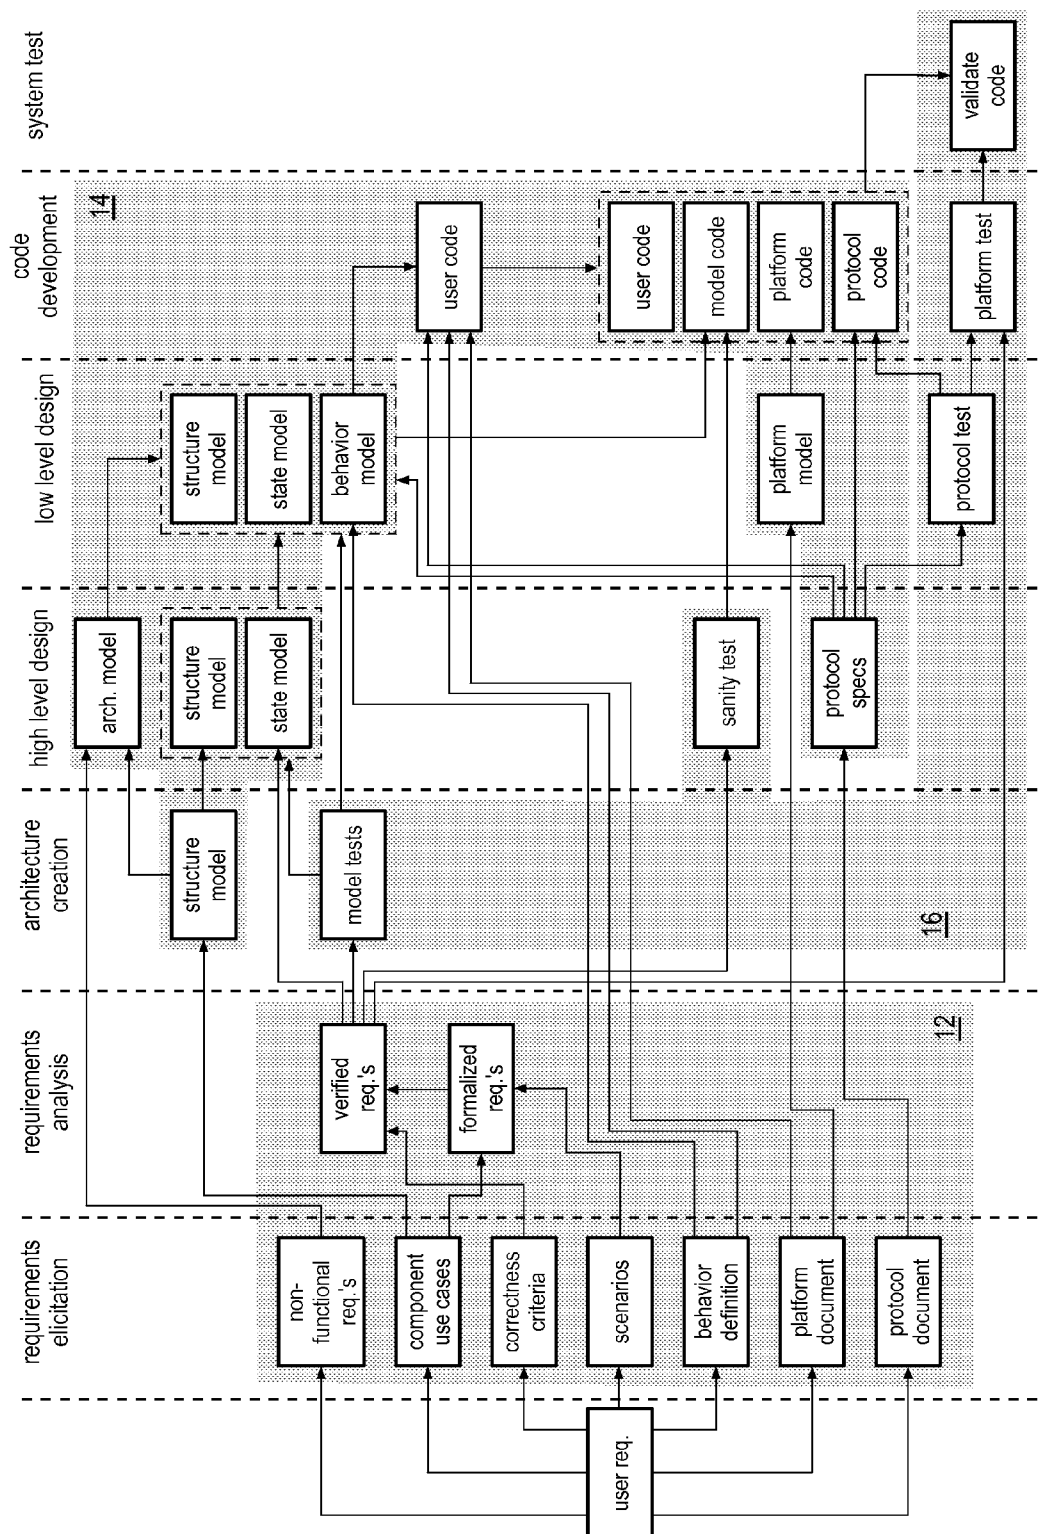 requirements
elicitation
requirements
analysis
architecture
creation
high level design
low level design
code
development
system test
user req.
non-
functional
req.'s
component
use cases
correctness
criteria
scenarios
behavior
definition
platform
document
protocol
document
verified
req.'s
formalized
req.'s
12
structure
model
model tests
16
arch. model
structure
model
state model
sanity test
protocol
specs
structure
model
state model
behavior
model
platform
model
protocol test
14
user code
user code
model code
platform
code
protocol
code
platform test
validate
code